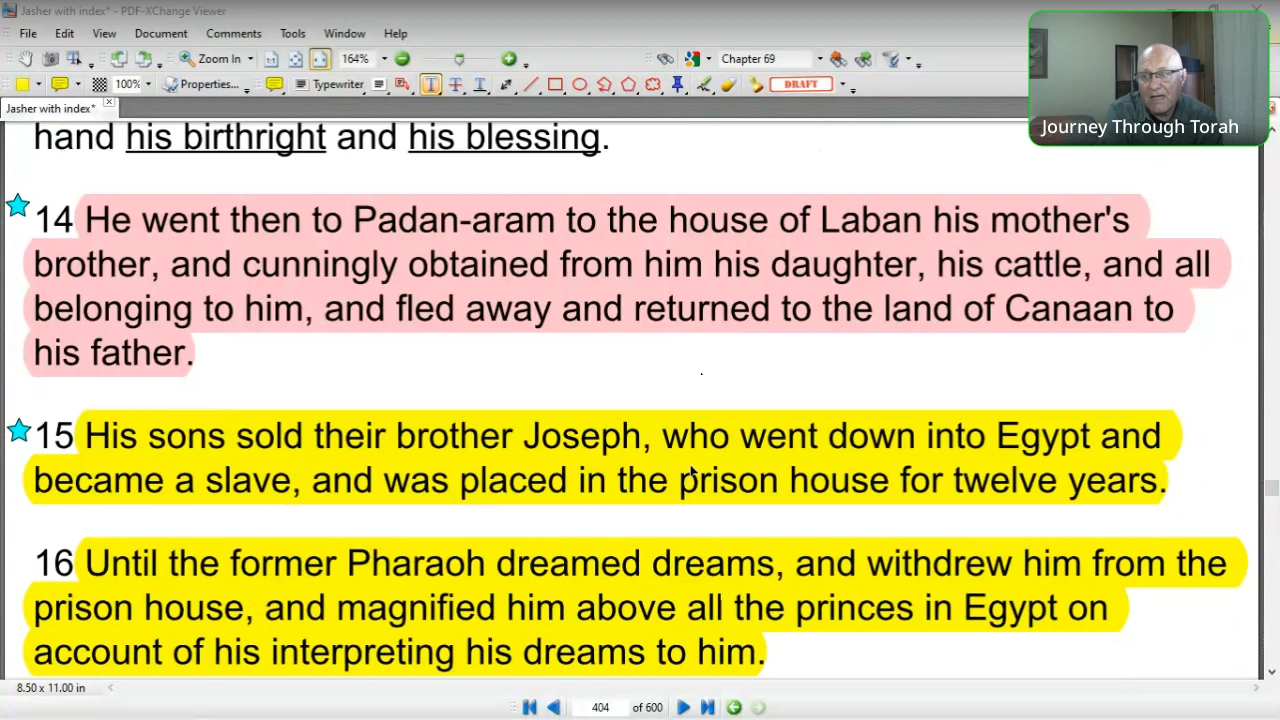 Jasher with index* - PDF-XChange Viewer
File Edit View Document Comments Tools Window Help
Zoom In 164% Chapter 69
100% Properties... Typewriter DRAFT
Jasher with index*
Journey Through Torah
hand his birthright and his blessing.
14 He went then to Padan-aram to the house of Laban his mother's
brother, and cunningly obtained from him his daughter, his cattle, and all
belonging to him, and fled away and returned to the land of Canaan to
his father.
15 His sons sold their brother Joseph, who went down into Egypt and
became a slave, and was placed in the prison house for twelve years.
16 Until the former Pharaoh dreamed dreams, and withdrew him from the
prison house, and magnified him above all the princes in Egypt on
account of his interpreting his dreams to him.
8.50 x 11.00 in
404 of 600